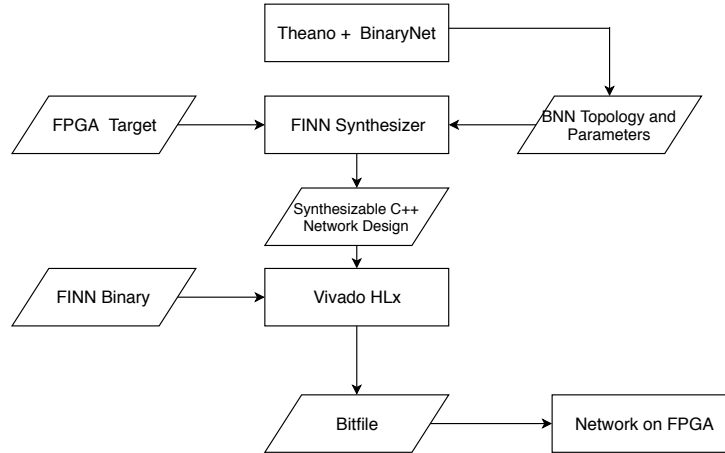 Theano + BinaryNet
FPGA Target
FINN Synthesizer
BNN Topology and
Parameters
Synthesizable C++
Network Design
FINN Binary
Vivado HLx
Bitfile
Network on FPGA